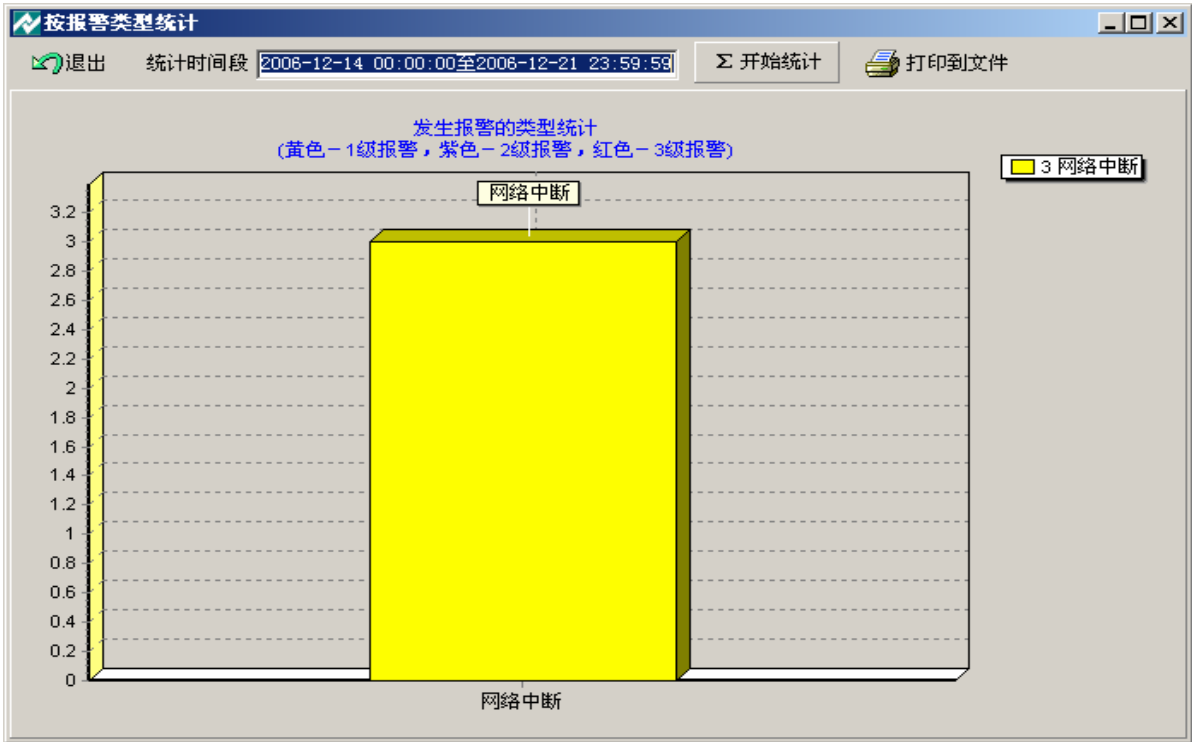 按报警类型统计
退出 统计时间段 2006-12-14 00:00:00至2006-12-21 23:59:59 Σ 开始统计 打印到文件
发生报警的类型统计
(黄色－1级报警，紫色－2级报警，红色－3级报警)
3 网络中断
网络中断
3.2
3
2.8
2.6
2.4
2.2
2
1.8
1.6
1.4
1.2
1
0.8
0.6
0.4
0.2
0
网络中断